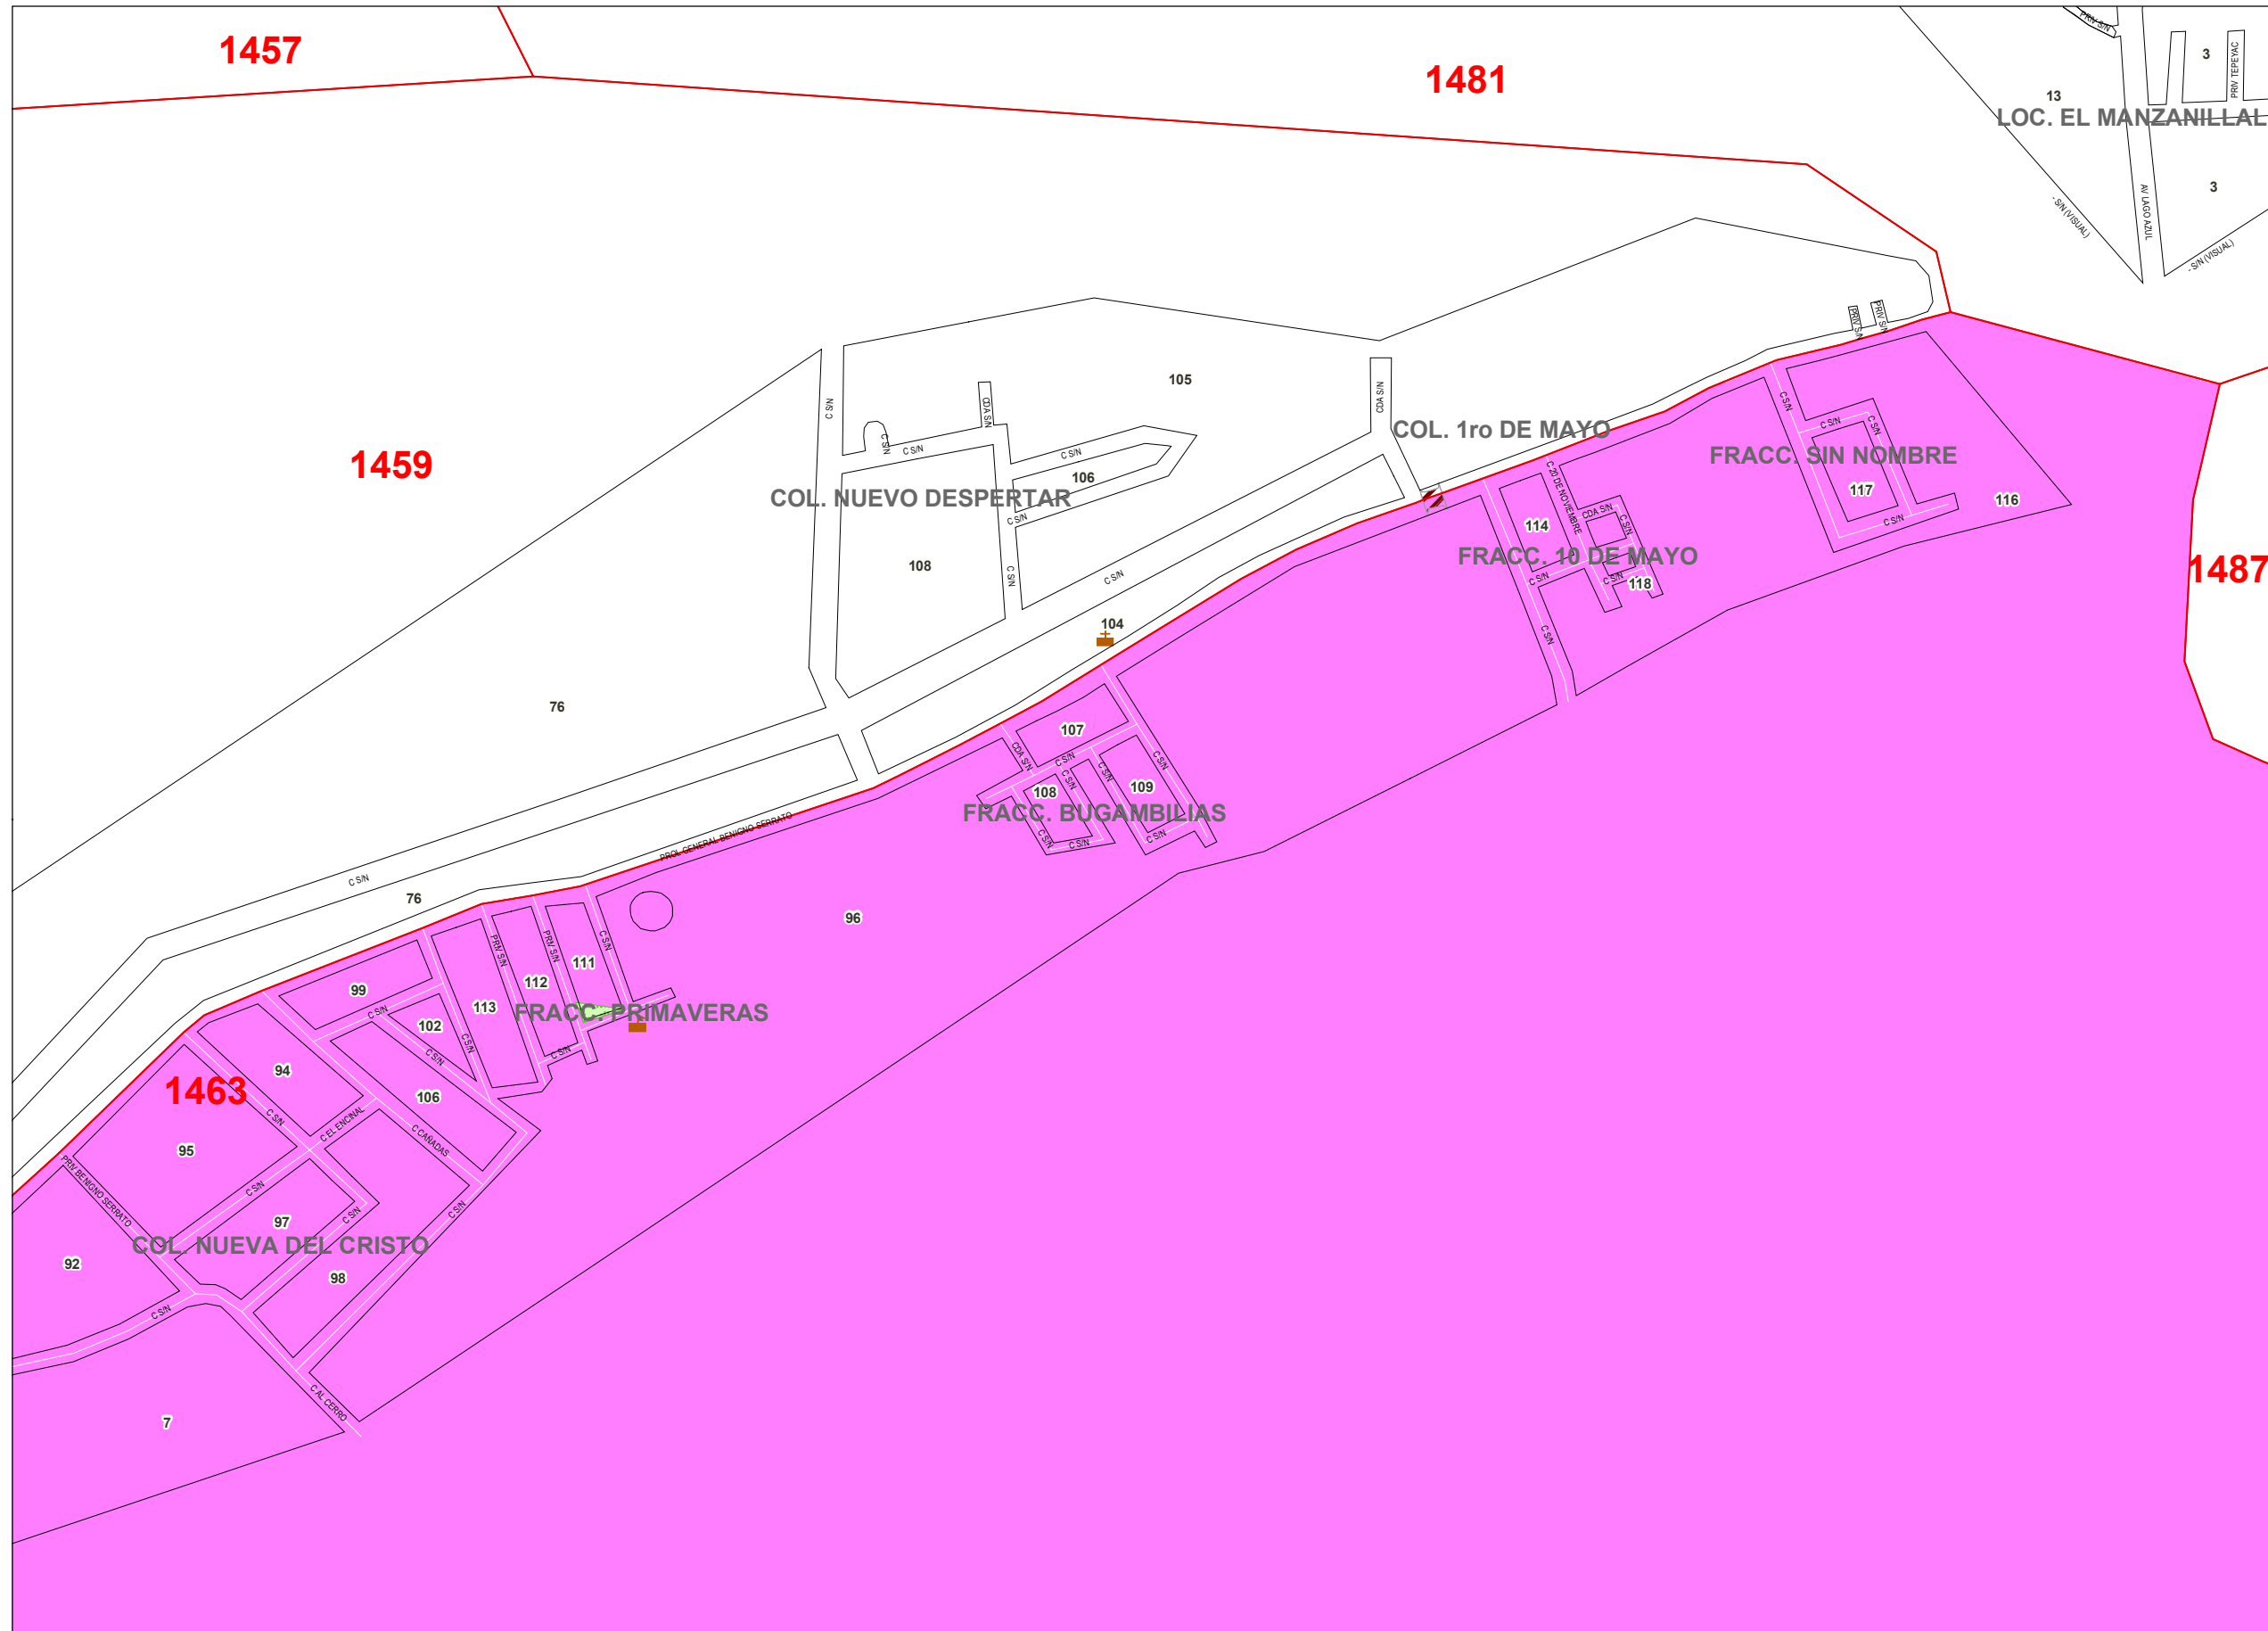 1457
1481
PRIV S/N
3
PRIV TEPEYAC
13
LOC. EL MANZANILLAL
3
AV LAGO AZUL
- S/N (VISUAL)
- S/N (VISUAL)
PRIV S/N
PRIV S/N
105
C S/N
CDA S/N
CDA S/N
COL. 1ro DE MAYO
C S/N
C S/N
C S/N
C S/N
C S/N
C S/N
FRACC. SIN NOMBRE
1459
106
COL. NUEVO DESPERTAR
117
116
C S/N
C S/N
C 20 DE NOVIEMBRE
CDA S/N
C S/N
114
FRACC. 10 DE MAYO
108
C S/N
C S/N
C S/N
C S/N
118
1487
104
C S/N
76
107
CDA S/N
C S/N
C S/N
C S/N
C S/N
108
109
FRACC. BUGAMBILIAS
C S/N
C S/N
C S/N
PROL GENERAL BENIGNO SERRATO
C S/N
76
96
PRIV S/N
PRIV S/N
C S/N
111
112
99
113
FRACC. PRIMAVERAS
C S/N
102
C S/N
C S/N
C S/N
94
1463
106
C S/N
C EL ENCINAL
C CAÑADAS
95
PRIV BENIGNO SERRATO
C S/N
97
C S/N
C S/N
COL. NUEVA DEL CRISTO
92
98
C S/N
C AL CERRO
7